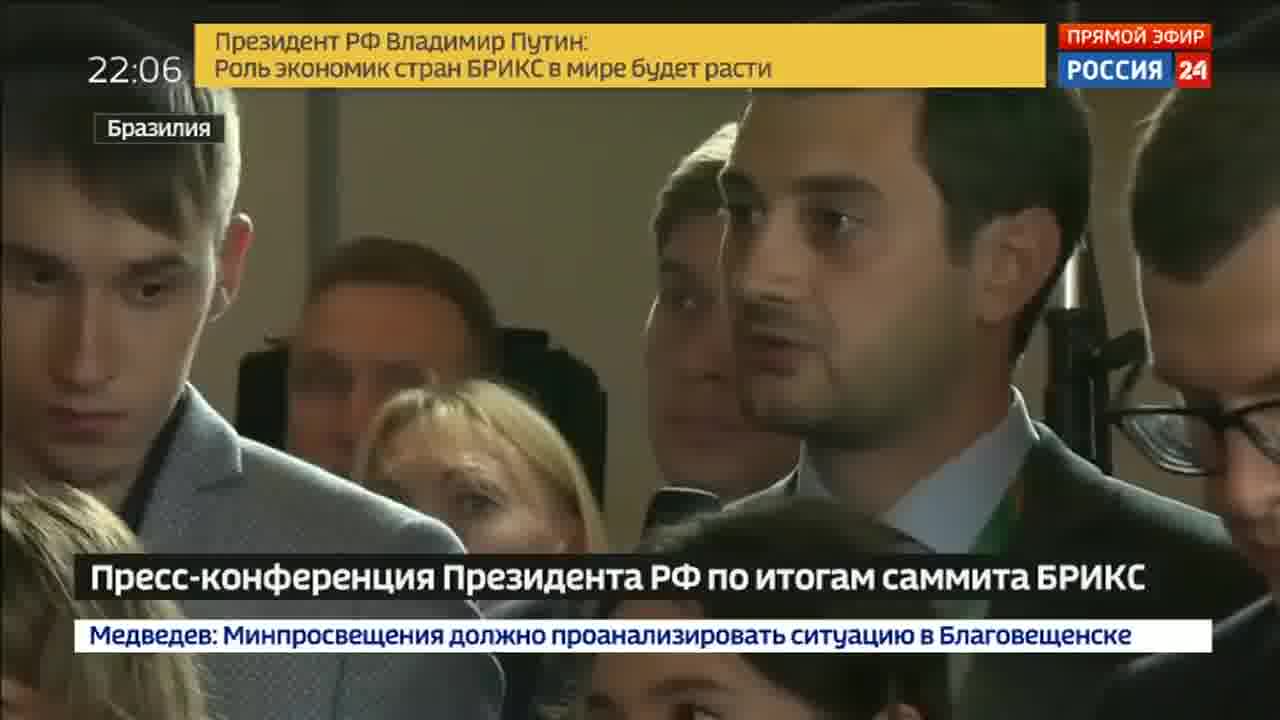 22:06
Президент РФ Владимир Путин:
Роль экономик стран БРИКС в мире будет расти
ПРЯМОЙ ЭФИР
РОССИЯ 24
Бразилия
Пресс-конференция Президента РФ по итогам саммита БРИКС
Медведев: Минпросвещения должно проанализировать ситуацию в Благовещенске